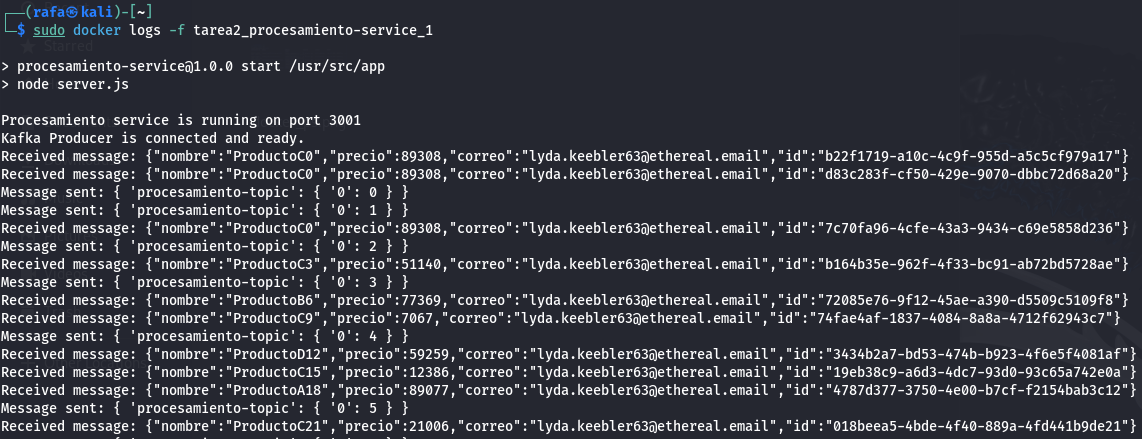 ┌──(rafa㉿kali)-[~]
└─$ sudo docker logs -f tarea2_procesamiento-service_1
> procesamiento-service@1.0.0 start /usr/src/app
> node server.js
Procesamiento service is running on port 3001
Kafka Producer is connected and ready.
Received message: {"nombre":"ProductoC0","precio":89308,"correo":"lyda.keebler63@ethereal.email","id":"b22f1719-a10c-4c9f-955d-a5c5cf979a17"}
Received message: {"nombre":"ProductoC0","precio":89308,"correo":"lyda.keebler63@ethereal.email","id":"d83c283f-cf50-429e-9070-dbbc72d68a20"}
Message sent: { 'procesamiento-topic': { '0': 0 } }
Message sent: { 'procesamiento-topic': { '0': 1 } }
Received message: {"nombre":"ProductoC0","precio":89308,"correo":"lyda.keebler63@ethereal.email","id":"7c70fa96-4cfe-43a3-9434-c69e5858d236"}
Message sent: { 'procesamiento-topic': { '0': 2 } }
Received message: {"nombre":"ProductoC3","precio":51140,"correo":"lyda.keebler63@ethereal.email","id":"b164b35e-962f-4f33-bc91-ab72bd5728ae"}
Message sent: { 'procesamiento-topic': { '0': 3 } }
Received message: {"nombre":"ProductoB6","precio":77369,"correo":"lyda.keebler63@ethereal.email","id":"72085e76-9f12-45ae-a390-d5509c5109f8"}
Received message: {"nombre":"ProductoC9","precio":7067,"correo":"lyda.keebler63@ethereal.email","id":"74fae4af-1837-4084-8a8a-4712f62943c7"}
Message sent: { 'procesamiento-topic': { '0': 4 } }
Received message: {"nombre":"ProductoD12","precio":59259,"correo":"lyda.keebler63@ethereal.email","id":"3434b2a7-bd53-474b-b923-4f6e5f4081af"}
Received message: {"nombre":"ProductoC15","precio":12386,"correo":"lyda.keebler63@ethereal.email","id":"19eb38c9-a6d3-4dc7-93d0-93c65a742e0a"}
Received message: {"nombre":"ProductoA18","precio":89077,"correo":"lyda.keebler63@ethereal.email","id":"4787d377-3750-4e00-b7cf-f2154bab3c12"}
Message sent: { 'procesamiento-topic': { '0': 5 } }
Received message: {"nombre":"ProductoC21","precio":21006,"correo":"lyda.keebler63@ethereal.email","id":"018beea5-4bde-4f40-889a-4fd441b9de21"}